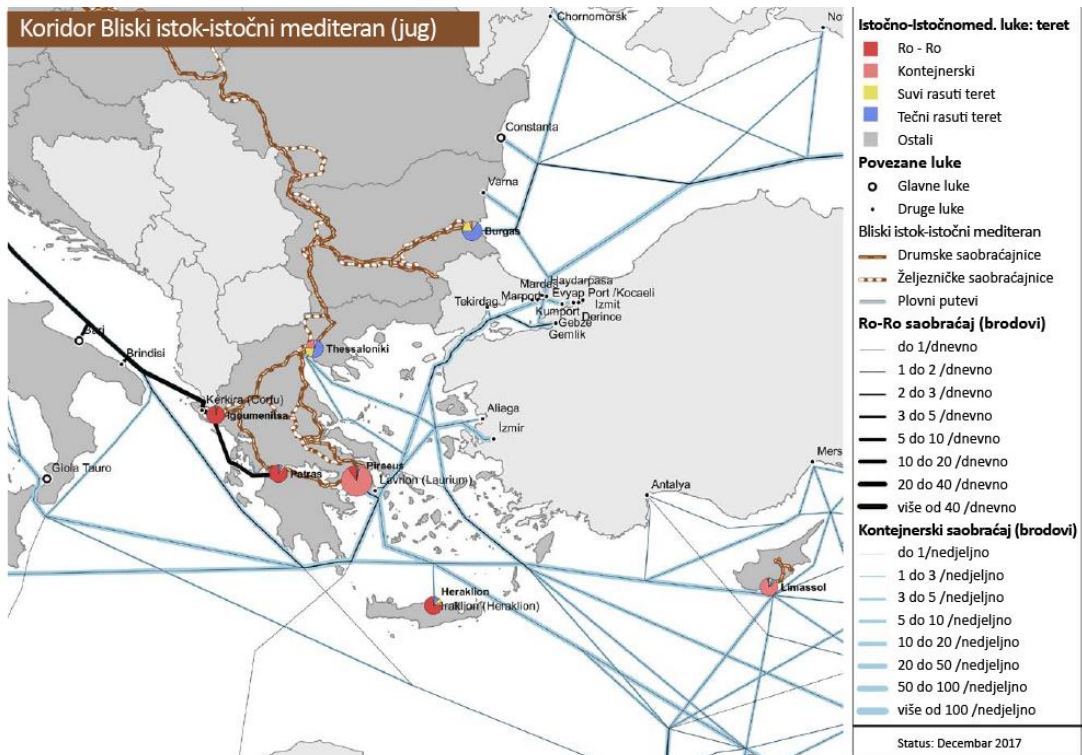 Koridor Bliski istok-istočni mediteran (jug)
Chornomorsk
No
Constanta
Varna
Burgas
Haydarpasa
Mardas
Marport
Evyap Port /Kocaeli
Tekirdag
Kumport
Izmit
Derince
Gebze
Gemlik
Bari
Brindisi
Thessaloniki
Kerkira (Corfu)
Igoumenitsa
Aliaga
İzmir
Gioia Tauro
Patras
Piraeus
Lavrion (Laurium)
Antalya
Mers
Limassol
Heraklion
Iraklion (Heraklion)
Istočno-Istočnomed. luke: teret
Ro - Ro
Kontejnerski
Suvi rasuti teret
Tečni rasuti teret
Ostali
Povezane luke
Glavne luke
Druge luke
Bliski istok-istočni mediteran
Drumske saobraćajnice
Željezničke saobraćajnice
Plovni putevi
Ro-Ro saobraćaj (brodovi)
do 1/dnevno
1 do 2 /dnevno
2 do 3 /dnevno
3 do 5 /dnevno
5 do 10 /dnevno
10 do 20 /dnevno
20 do 40 /dnevno
više od 40 /dnevno
Kontejnerski saobraćaj (brodovi)
do 1/nedjeljno
1 do 3 /nedjeljno
3 do 5 /nedjeljno
5 do 10 /nedjeljno
10 do 20 /nedjeljno
20 do 50 /nedjeljno
50 do 100 /nedjeljno
više od 100 /nedjeljno
Status: Decembar 2017